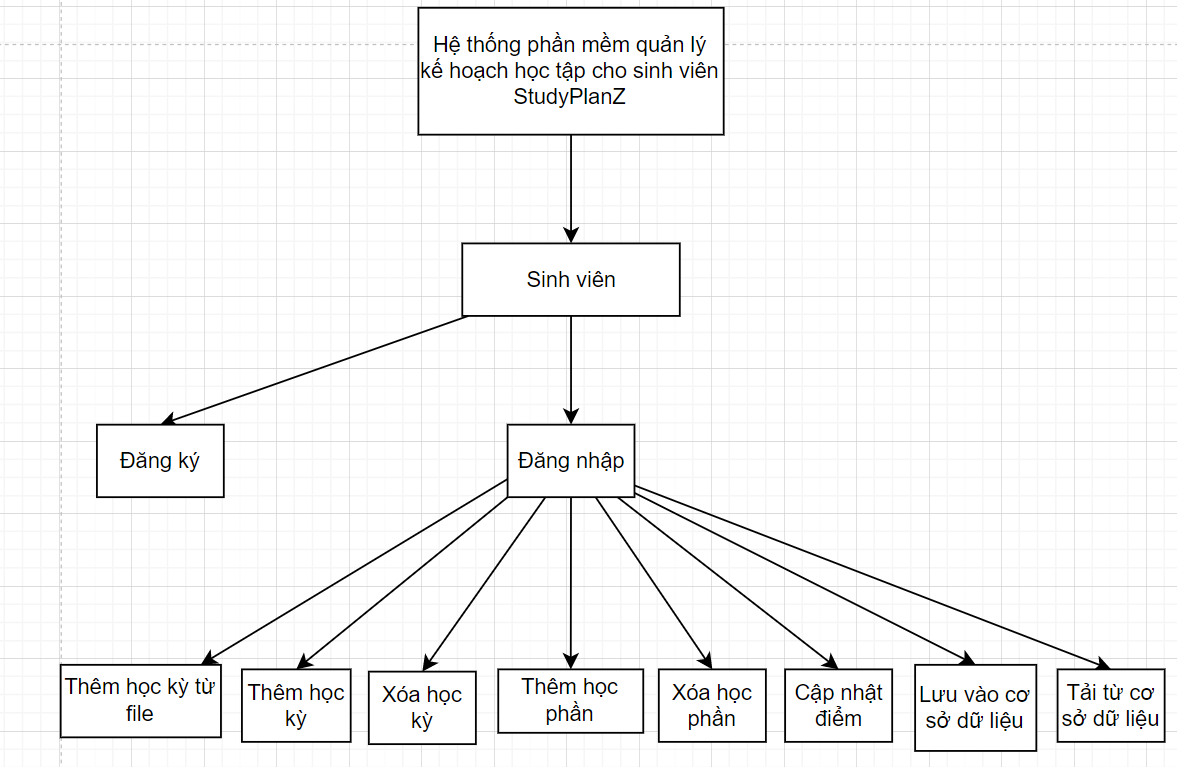 Hệ thống phần mềm quản lý
kế hoạch học tập cho sinh viên
StudyPlanZ
Sinh viên
Đăng ký
Đăng nhập
Thêm học kỳ từ
file
Thêm học
kỳ
Xóa học
kỳ
Thêm học
phần
Xóa học
phần
Cập nhật
điểm
Lưu vào cơ
sở dữ liệu
Tải từ cơ
sở dữ liệu